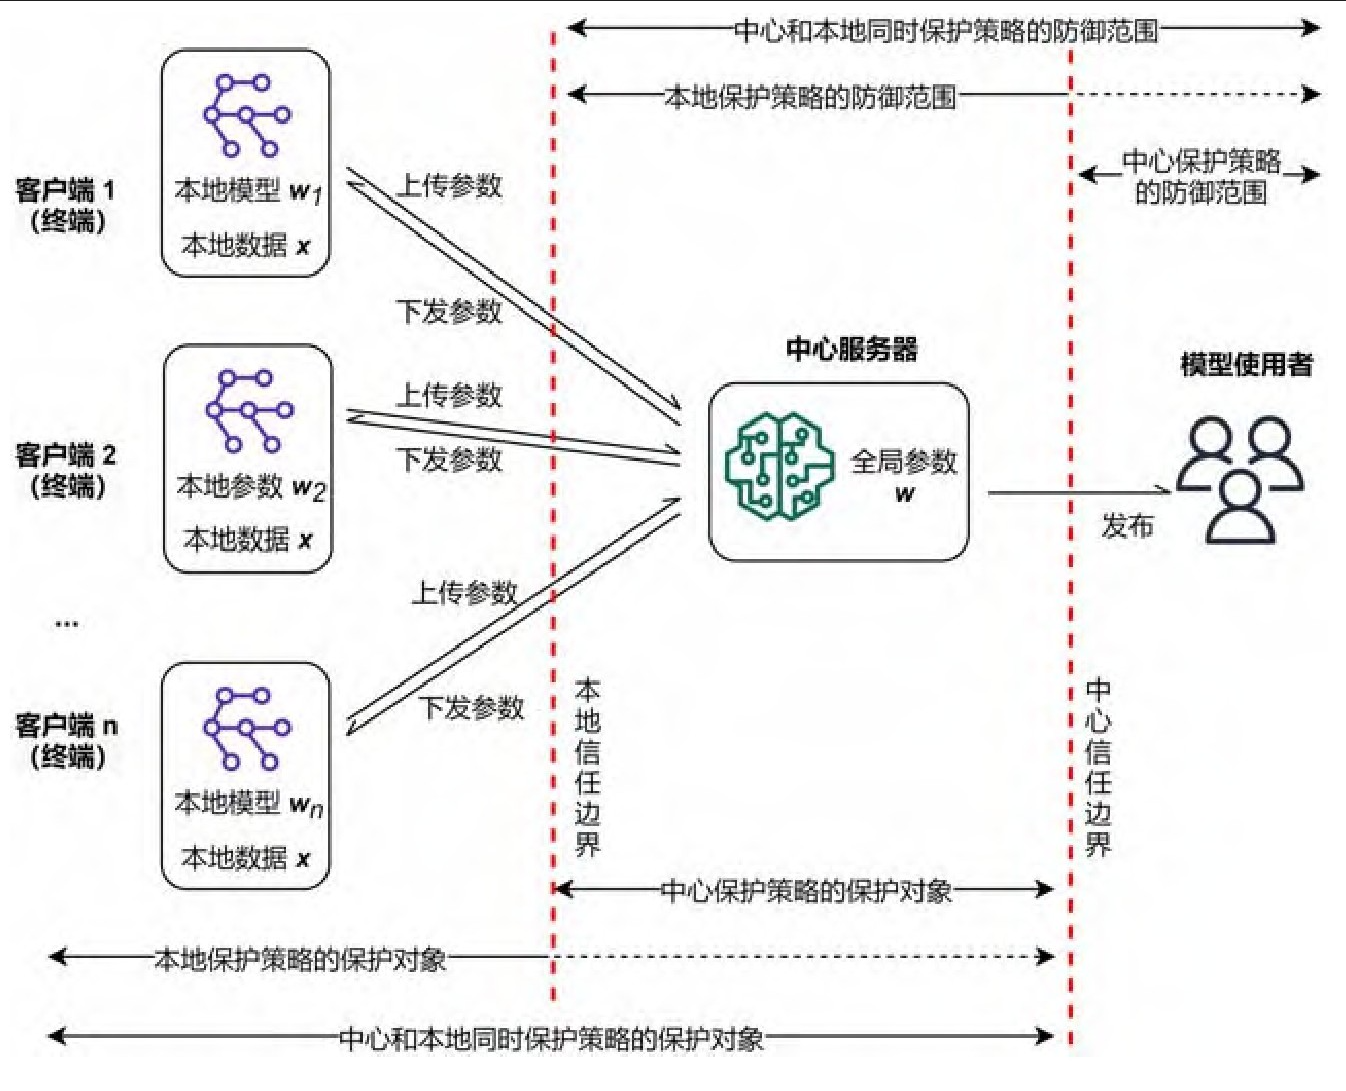 中心和本地同时保护策略的防御范围
本地保护策略的防御范围
中心保护策略
的防御范围
客户端 1
(终端)
本地模型 w1
本地数据 x
上传参数
下发参数
客户端 2
(终端)
本地参数 w2
本地数据 x
上传参数
下发参数
中心服务器
全局参数
w
模型使用者
发布
...
客户端 n
(终端)
本地模型 wn
本地数据 x
上传参数
下发参数
本地信任边界
中心信任边界
中心保护策略的保护对象
本地保护策略的保护对象
中心和本地同时保护策略的保护对象